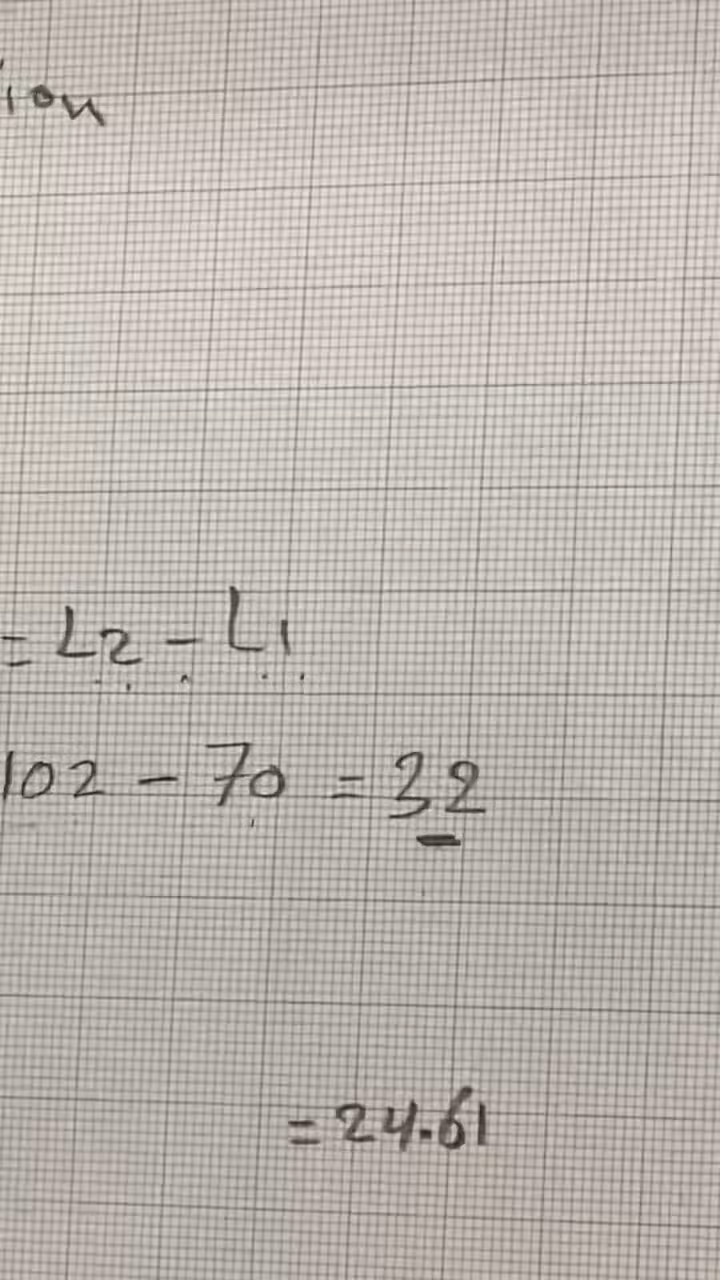 ion
= L2 - L1
102 - 70 = 32
= 24.61